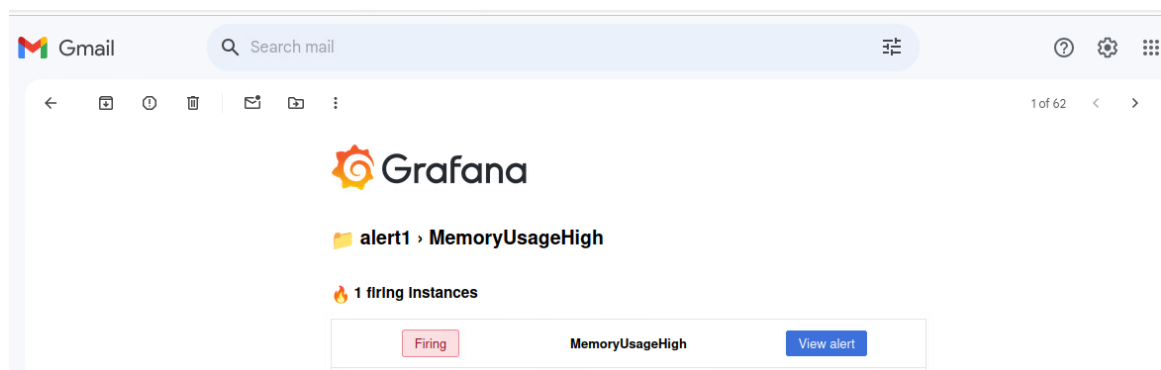 Gmail
Search mail
1 of 62
Grafana
alert1 › MemoryUsageHigh
1 firing instances
Firing MemoryUsageHigh View alert